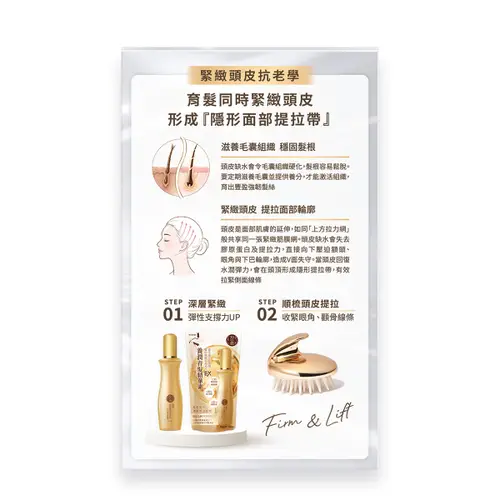 緊緻頭皮抗老學
育髮同時緊緻頭皮
形成『隱形面部提拉帶』
滋養毛囊組織 穩固髮根
頭皮缺水會令毛囊組織硬化，髮根容易鬆脫。
要定期滋養毛囊並提供養分，才能激活組織，
育出豐盈強韌髮絲
緊緻頭皮 提拉面部輪廓
頭皮是面部肌膚的延伸，如同「上方拉力網」
般共享同一張緊緻筋膜網。頭皮缺水會失去
膠原蛋白及提拉力，直接向下壓迫額頭、
眼角與下巴輪廓，造成V面失守。當頭皮回復
水潤彈力，會在頭頂形成隱形提拉帶，有效
拉緊側面線條
STEP 01 深層緊緻
彈性支撐力UP
STEP 02 順梳頭皮提拉
收緊眼角、顴骨線條
養潤育髮精華素
EX
Firm & Lift